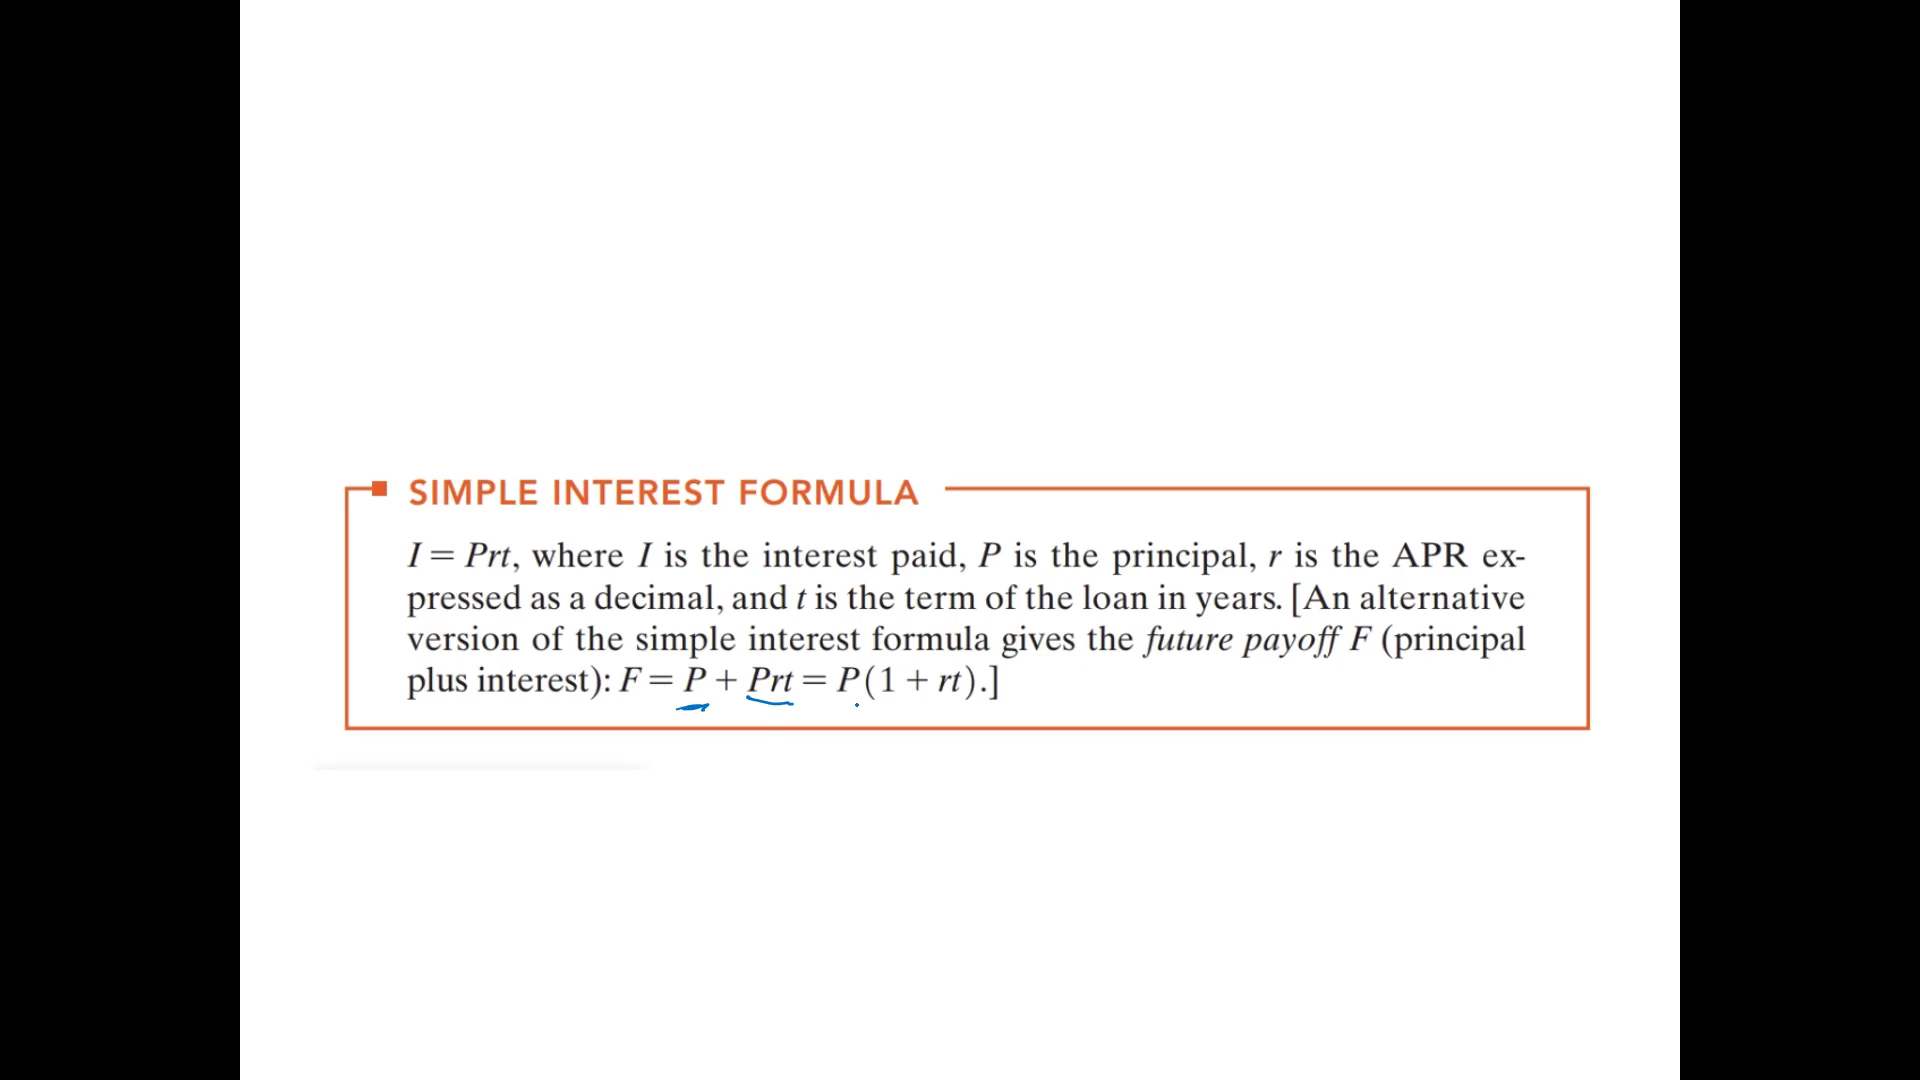 SIMPLE INTEREST FORMULA
I = Prt, where I is the interest paid, P is the principal, r is the APR ex-
pressed as a decimal, and t is the term of the loan in years. [An alternative
version of the simple interest formula gives the future payoff F (principal
plus interest): F = P + Prt = P(1 + rt).]